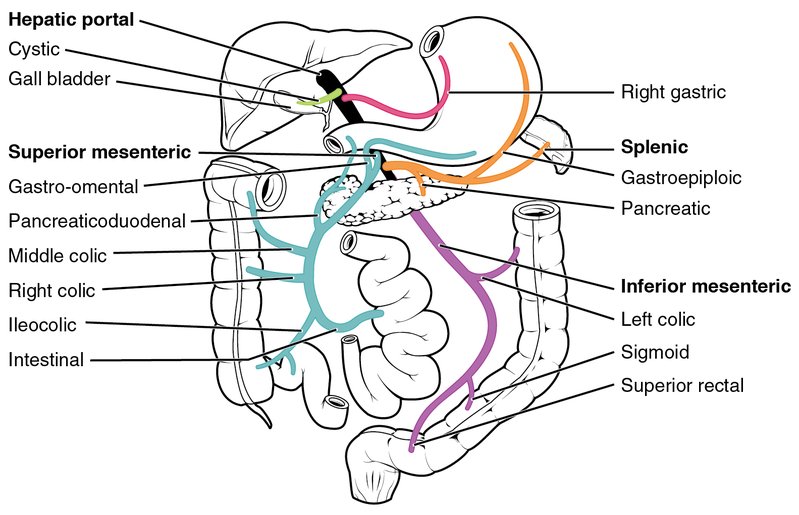 Hepatic portal
Cystic
Gall bladder
Superior mesenteric
Gastro-omental
Pancreaticoduodenal
Middle colic
Right colic
Ileocolic
Intestinal
Right gastric
Splenic
Gastroepiploic
Pancreatic
Inferior mesenteric
Left colic
Sigmoid
Superior rectal